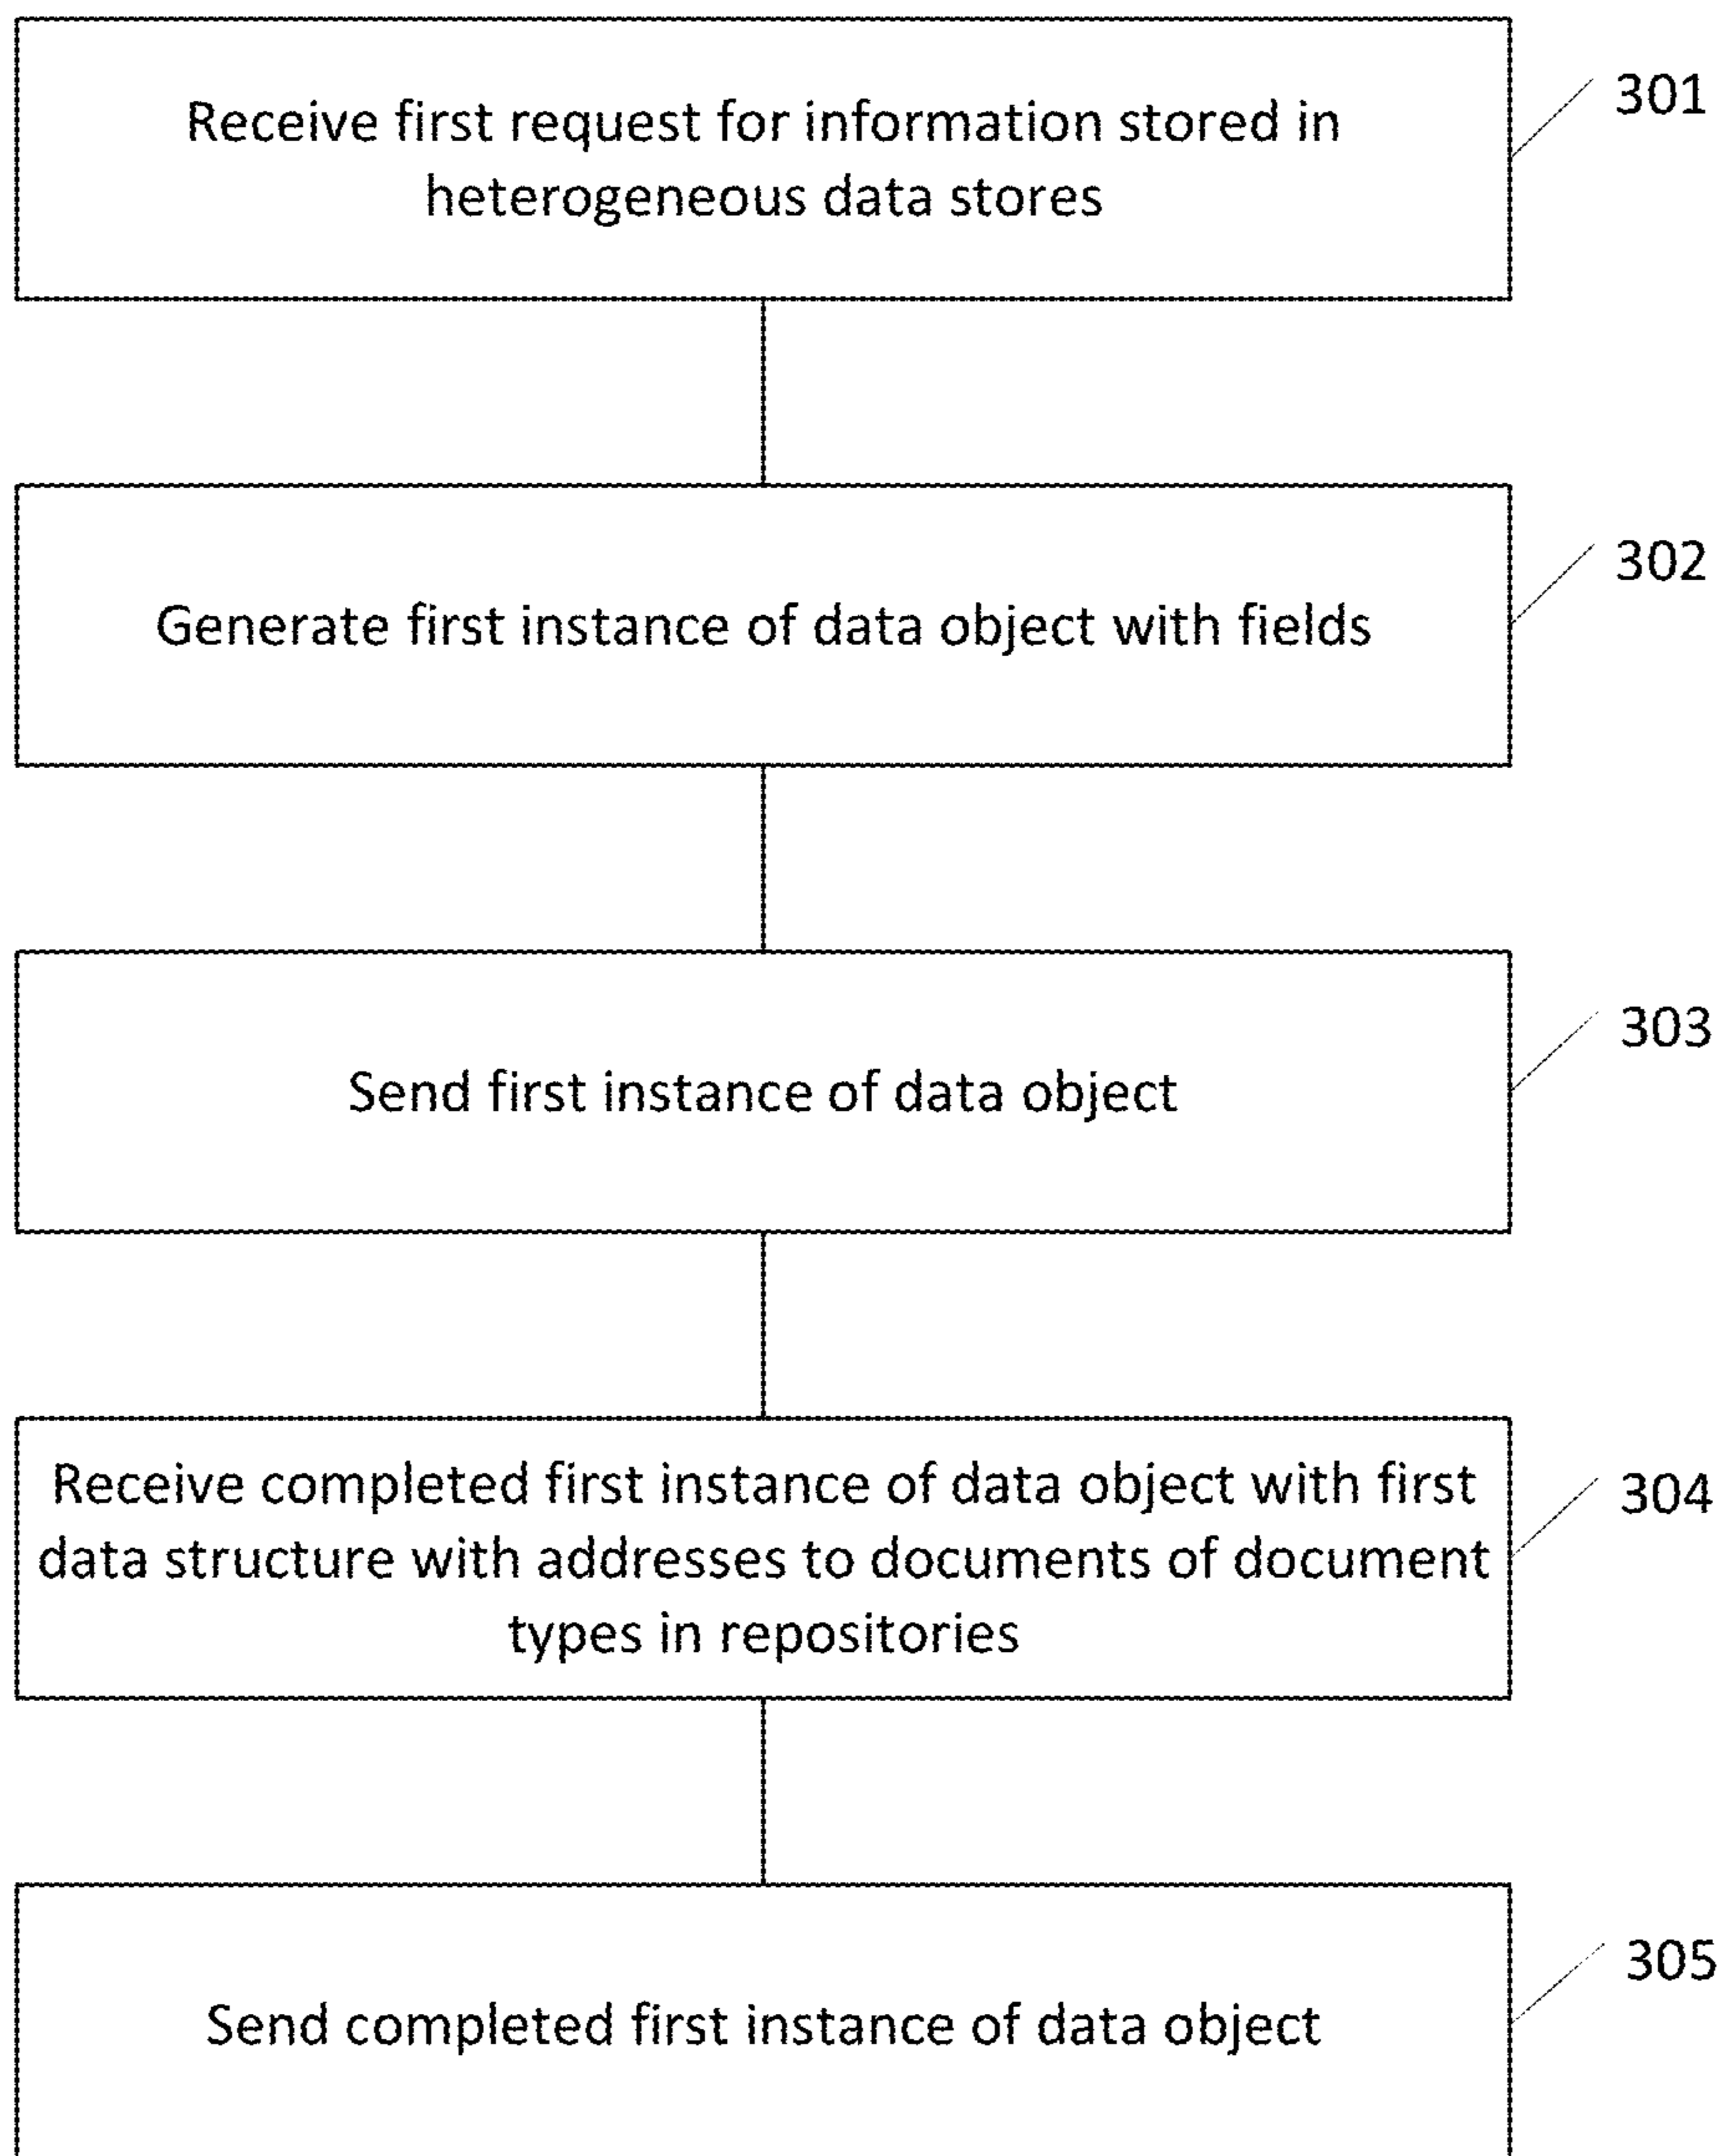 Receive first request for information stored in
heterogeneous data stores
301
Generate first instance of data object with fields
302
Send first instance of data object
303
Receive completed first instance of data object with first
data structure with addresses to documents of document
types in repositories
304
Send completed first instance of data object
305